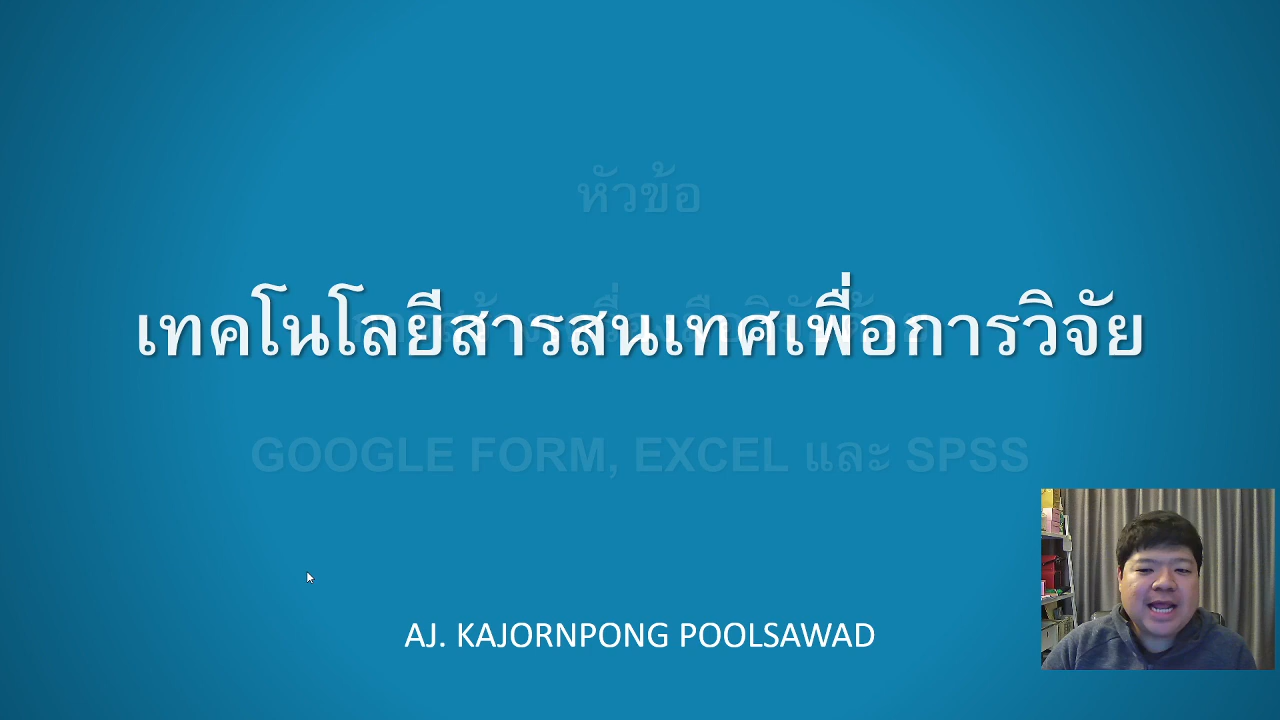 หัวข้อ
เทคโนโลยีสารสนเทศเพื่อการวิจัย
GOOGLE FORM, EXCEL และ SPSS
AJ. KAJORNPONG POOLSAWAD